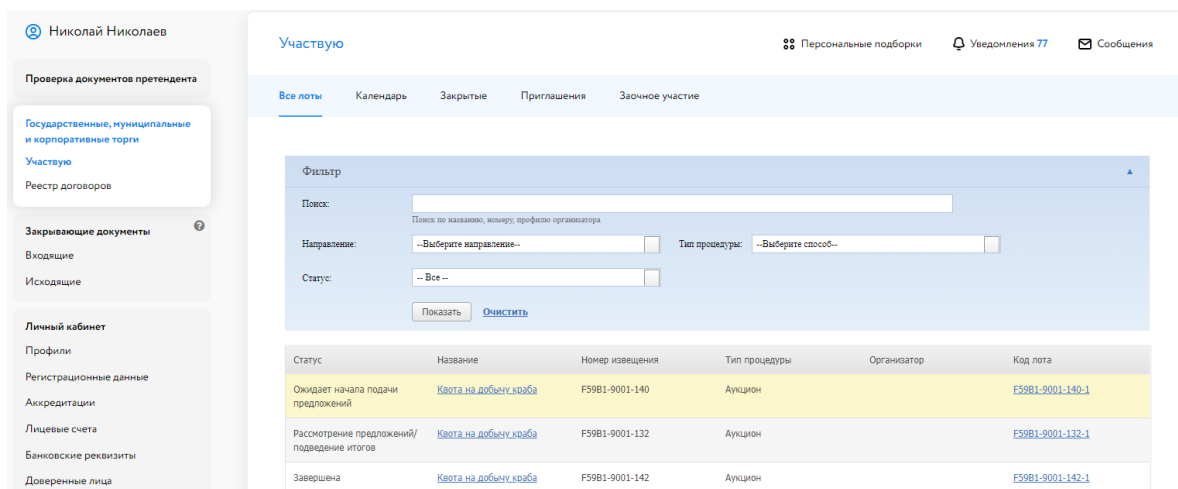 Николай Николаев
Проверка документов претендента
Государственные, муниципальные
и корпоративные торги
Участвую
Реестр договоров
Закрывающие документы ?
Входящие
Исходящие
Личный кабинет
Профили
Регистрационные данные
Аккредитации
Лицевые счета
Банковские реквизиты
Доверенные лица
Участвую Персональные подборки Уведомления 77 Сообщения
Все лоты Календарь Закрытые Приглашения Заочное участие
Фильтр
Поиск:
Поиск по названию, номеру, профилю организатора
Направление: --Выберите направление-- Тип процедуры: --Выберите способ--
Статус: -- Все --
Показать Очистить
Статус Название Номер извещения Тип процедуры Организатор Код лота
Ожидает начала подачи Квота на добычу краба F59B1-9001-140 Аукцион F59B1-9001-140-1
предложений
Рассмотрение предложений/ Квота на добычу краба F59B1-9001-132 Аукцион F59B1-9001-132-1
подведение итогов
Завершена Квота на добычу краба F59B1-9001-142 Аукцион F59B1-9001-142-1